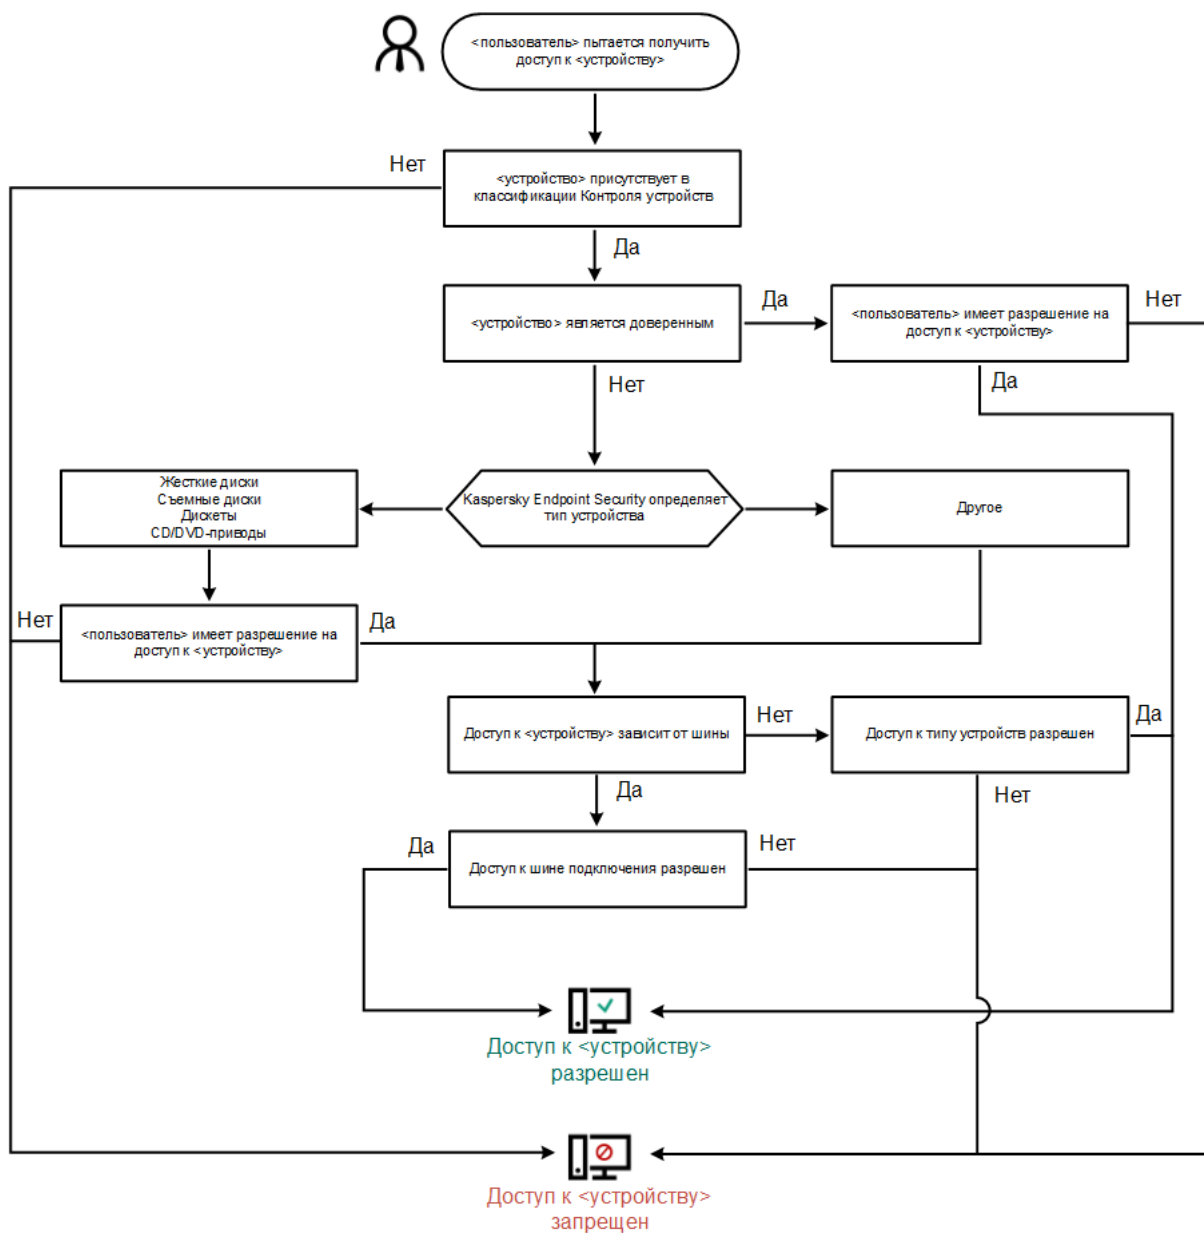 <пользователь> пытается получить
доступ к <устройству>
Нет
<устройство> присутствует в
классификации Контроля устройств
Да
<устройство> является доверенным
Да
<пользователь> имеет разрешение на
доступ к <устройству>
Нет
Нет
Да
Жесткие диски
Съемные диски
Дискеты
CD/DVD-приводы
Kaspersky Endpoint Security определяет
тип устройства
Другое
Нет
<пользователь> имеет разрешение на
доступ к <устройству>
Да
Доступ к <устройству> зависит от шины
Нет
Доступ к типу устройств разрешен
Да
Да
Нет
Да
Доступ к шине подключения разрешен
Нет
Доступ к <устройству>
разрешен
Доступ к <устройству>
запрещен